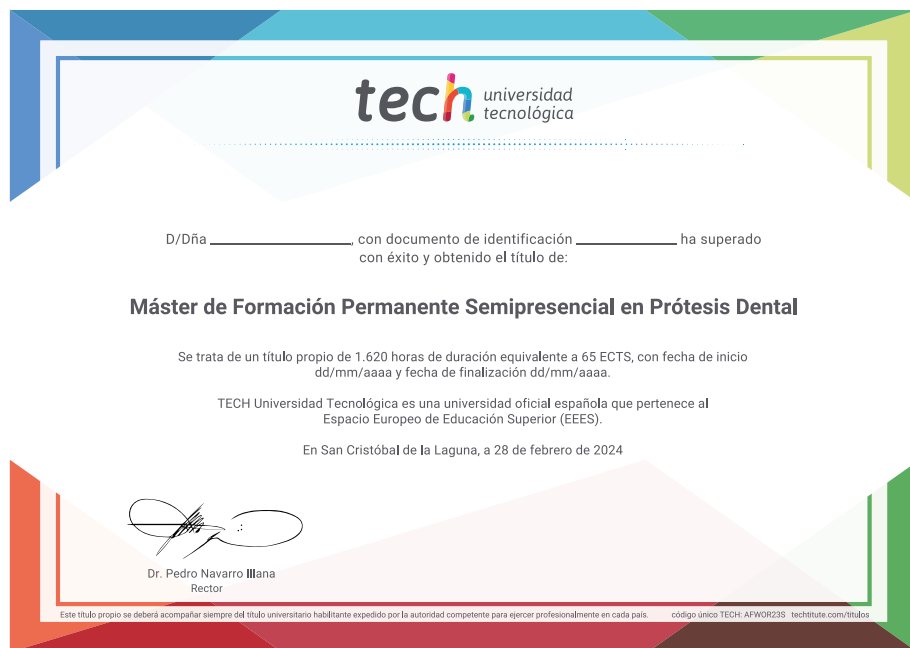 tech universidad
tecnológica
D/Dña ____________, con documento de identificación ____________ ha superado
con éxito y obtenido el título de:
Máster de Formación Permanente Semipresencial en Prótesis Dental
Se trata de un título propio de 1.620 horas de duración equivalente a 65 ECTS, con fecha de inicio
dd/mm/aaaa y fecha de finalización dd/mm/aaaa.
TECH Universidad Tecnológica es una universidad oficial española que pertenece al
Espacio Europeo de Educación Superior (EEES).
En San Cristóbal de la Laguna, a 28 de febrero de 2024
Dr. Pedro Navarro Illana
Rector
Este título propio se deberá acompañar siempre del título universitario habilitante expedido por la autoridad competente para ejercer profesionalmente en cada país. código único TECH: AFWOR23S techtitute.com/titulos